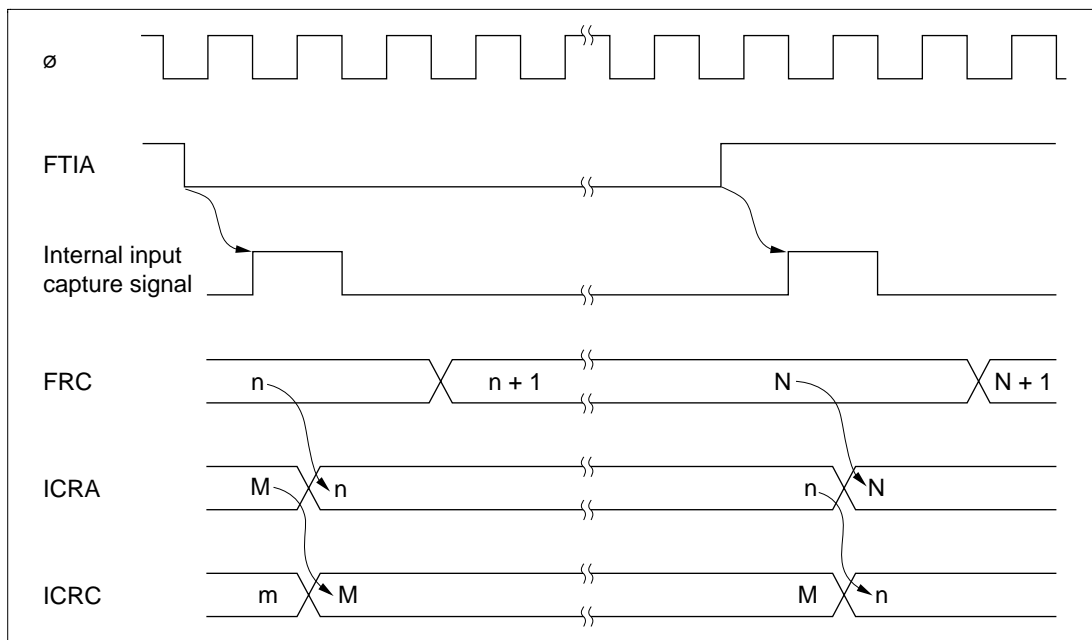 ø
FTIA
Internal input
capture signal
FRC n n + 1 N N + 1
ICRA M n n N
ICRC m M M n